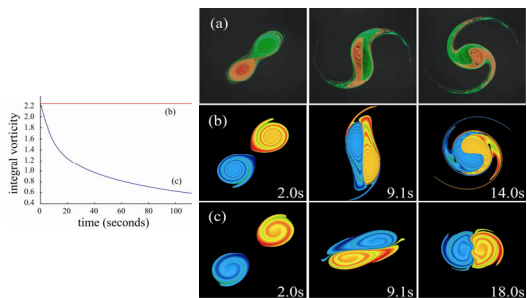 integral vorticity
2.2
2.0
1.8
1.6
1.4
1.2
1.0
0.8
0.6
0.4
(b)
(c)
0
20
40
60
80
100
time (seconds)
(a)
(b)
2.0s
9.1s
14.0s
(c)
2.0s
9.1s
18.0s